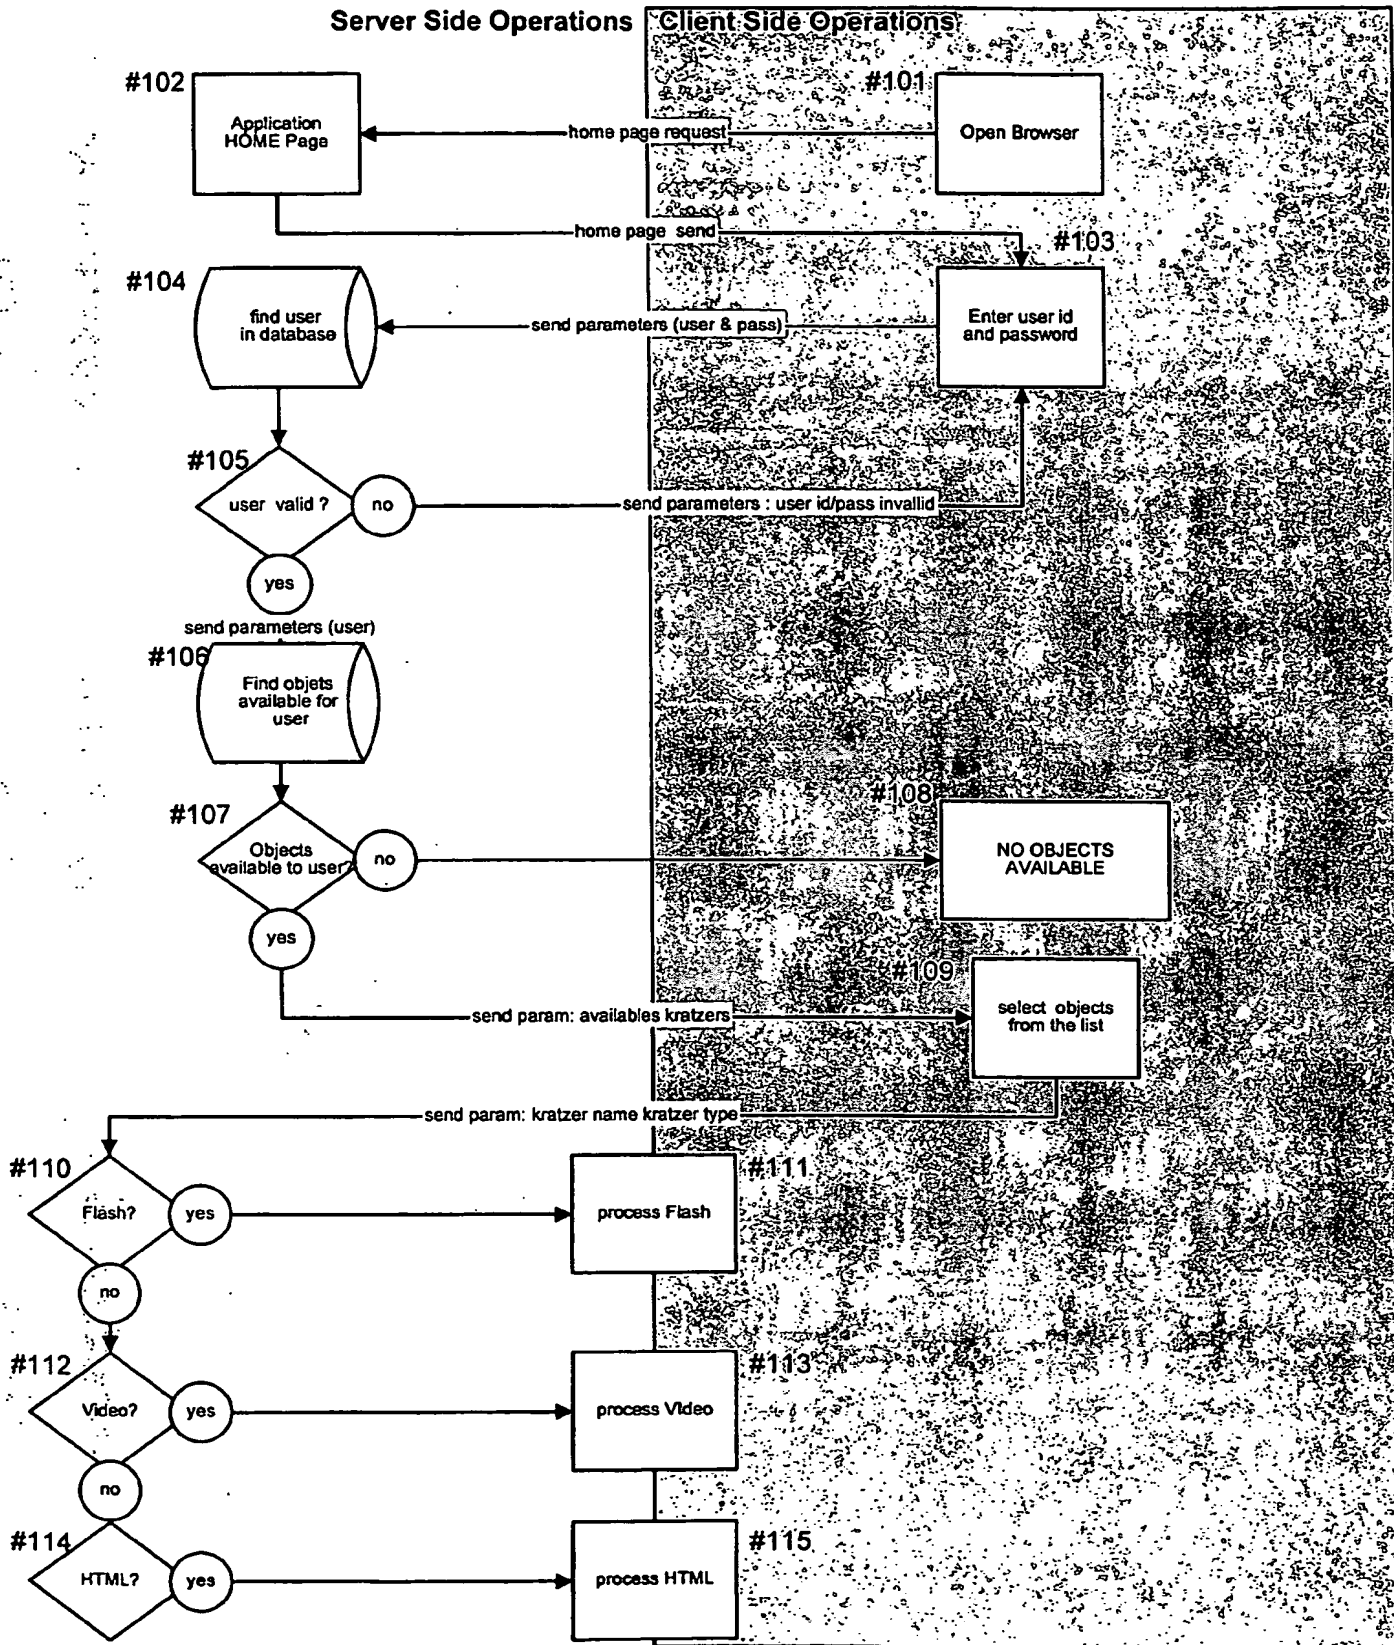 Server Side Operations
Client Side Operations
#102
#101
Application
HOME Page
home page request
Open Browser
home page send
#103
#104
find user
in database
send parameters (user & pass)
Enter user id
and password
#105
user valid ?
no
send parameters : user id/pass invallid
yes
send parameters (user)
#106
Find objets
available for
user
#107
#108
Objects
available to user?
no
NO OBJECTS
AVAILABLE
yes
#109
send param: availables kratzers
select objects
from the list
send param: kratzer name kratzer type
#110
#111
Flash?
yes
process Flash
no
#112
#113
Video?
yes
process Video
no
#114
#115
HTML?
yes
process HTML